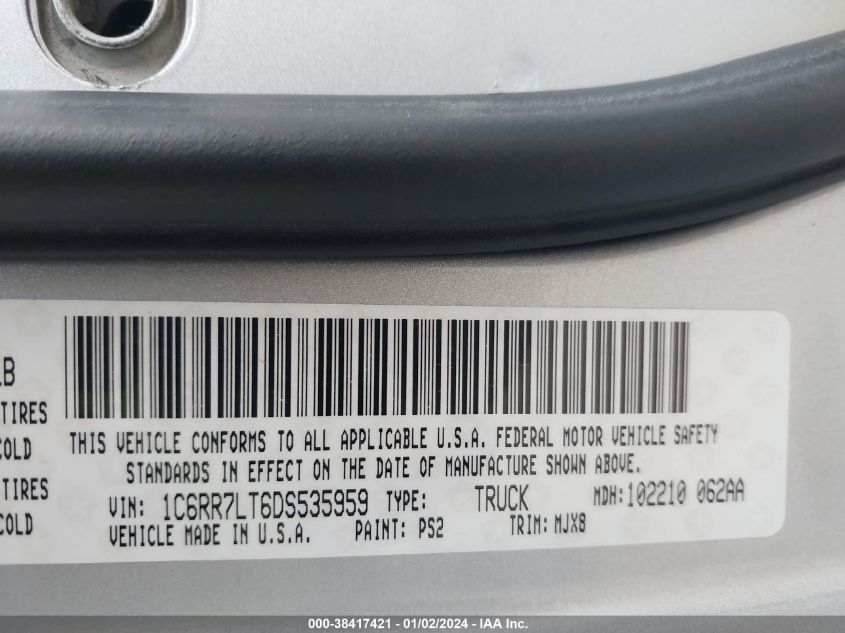 LB
TIRES
COLD
TIRES
COLD
THIS VEHICLE CONFORMS TO ALL APPLICABLE U.S.A. FEDERAL MOTOR VEHICLE SAFETY
STANDARDS IN EFFECT ON THE DATE OF MANUFACTURE SHOWN ABOVE.
VIN: 1C6RR7LT6DS535959 TYPE: TRUCK MDH:102210 062AA
VEHICLE MADE IN U.S.A. PAINT: PS2 TRIM:MJX8
000-38417421 - 01/02/2024 - IAA Inc.